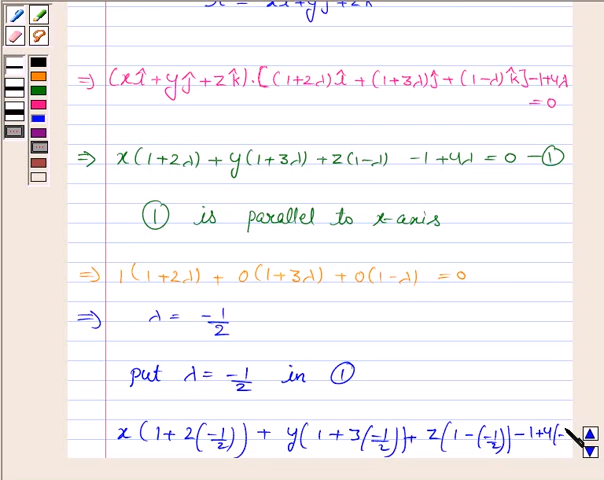 ⇒ (xî+yĵ+zk̂).[(1+2λ)î+(1+3λ)ĵ+(1-λ)k̂]-1+4λ
= 0
⇒ x(1+2λ)+y(1+3λ)+z(1-λ) -1+4λ = 0 - ①
① is parallel to x-axis
⇒ 1(1+2λ) + 0(1+3λ) + 0(1-λ) = 0
⇒ λ = -1/2
put λ = -1/2 in ①
x(1+2(-1/2)) + y(1+3(-1/2))+ z(1-(-1/2))-1+4(-